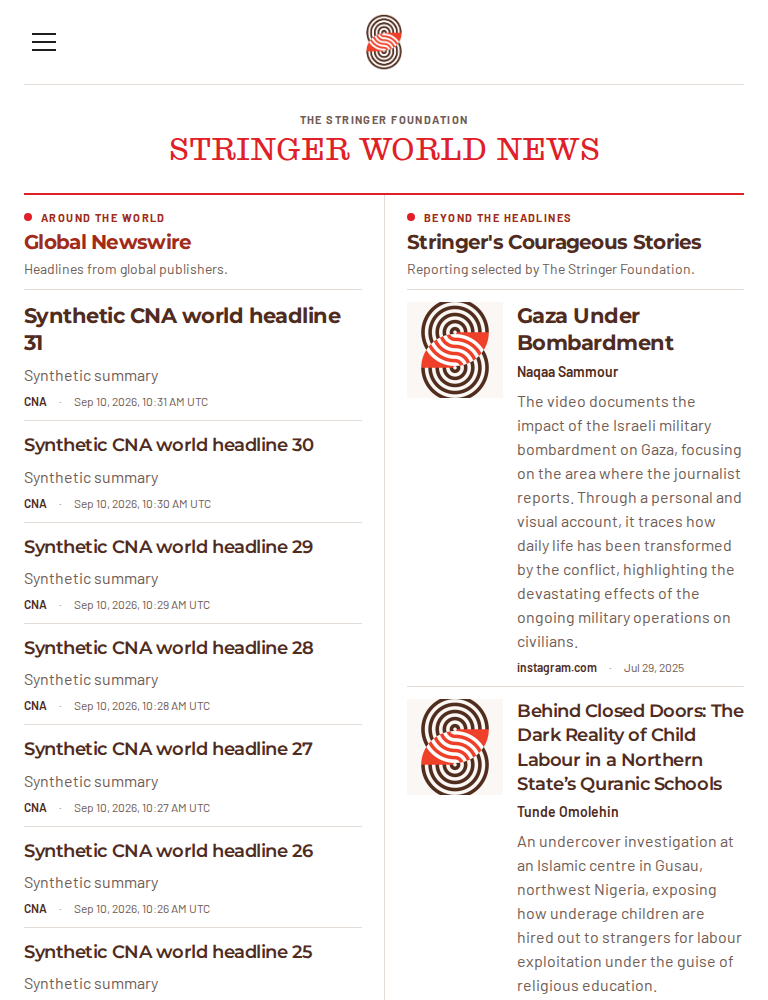 THE STRINGER FOUNDATION
STRINGER WORLD NEWS
AROUND THE WORLD
Global Newswire
Headlines from global publishers.
Synthetic CNA world headline
31
Synthetic summary
CNA · Sep 10, 2026, 10:31 AM UTC
Synthetic CNA world headline 30
Synthetic summary
CNA · Sep 10, 2026, 10:30 AM UTC
Synthetic CNA world headline 29
Synthetic summary
CNA · Sep 10, 2026, 10:29 AM UTC
Synthetic CNA world headline 28
Synthetic summary
CNA · Sep 10, 2026, 10:28 AM UTC
Synthetic CNA world headline 27
Synthetic summary
CNA · Sep 10, 2026, 10:27 AM UTC
Synthetic CNA world headline 26
Synthetic summary
CNA · Sep 10, 2026, 10:26 AM UTC
Synthetic CNA world headline 25
Synthetic summary
BEYOND THE HEADLINES
Stringer's Courageous Stories
Reporting selected by The Stringer Foundation.
Gaza Under
Bombardment
Naqaa Sammour
The video documents the
impact of the Israeli military
bombardment on Gaza, focusing
on the area where the journalist
reports. Through a personal and
visual account, it traces how
daily life has been transformed
by the conflict, highlighting the
devastating effects of the
ongoing military operations on
civilians.
instagram.com · Jul 29, 2025
Behind Closed Doors: The
Dark Reality of Child
Labour in a Northern
State’s Quranic Schools
Tunde Omolehin
An undercover investigation at
an Islamic centre in Gusau,
northwest Nigeria, exposing
how underage children are
hired out to strangers for labour
exploitation under the guise of
religious education.